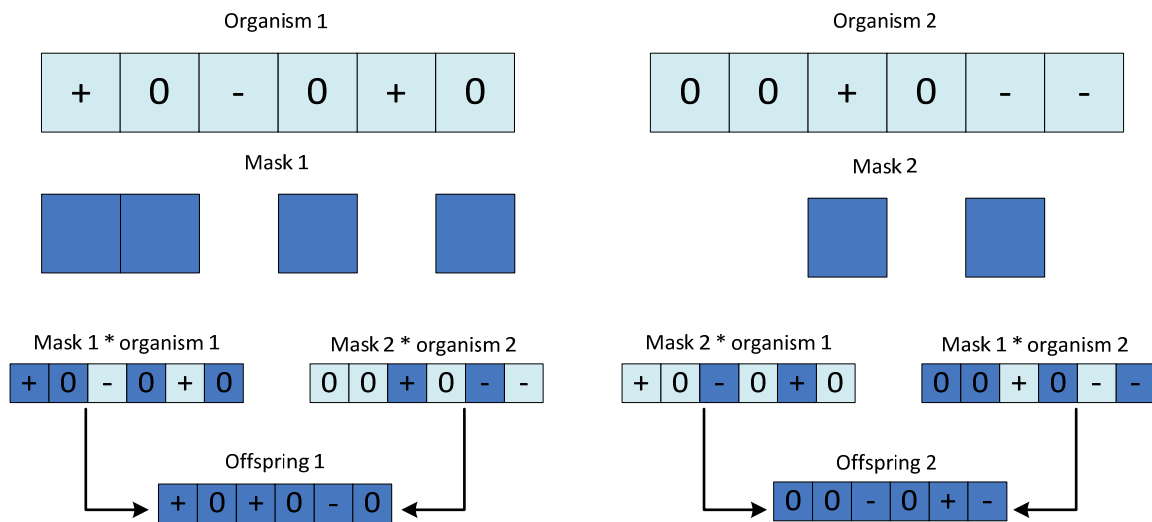 Organism 1
Organism 2
+ 0 - 0 + 0
0 0 + 0 - -
Mask 1
Mask 2
Mask 1 * organism 1
Mask 2 * organism 2
Mask 2 * organism 1
Mask 1 * organism 2
+ 0 - 0 + 0
0 0 + 0 - -
+ 0 - 0 + 0
0 0 + 0 - -
Offspring 1
Offspring 2
+ 0 + 0 - 0
0 0 - 0 + -